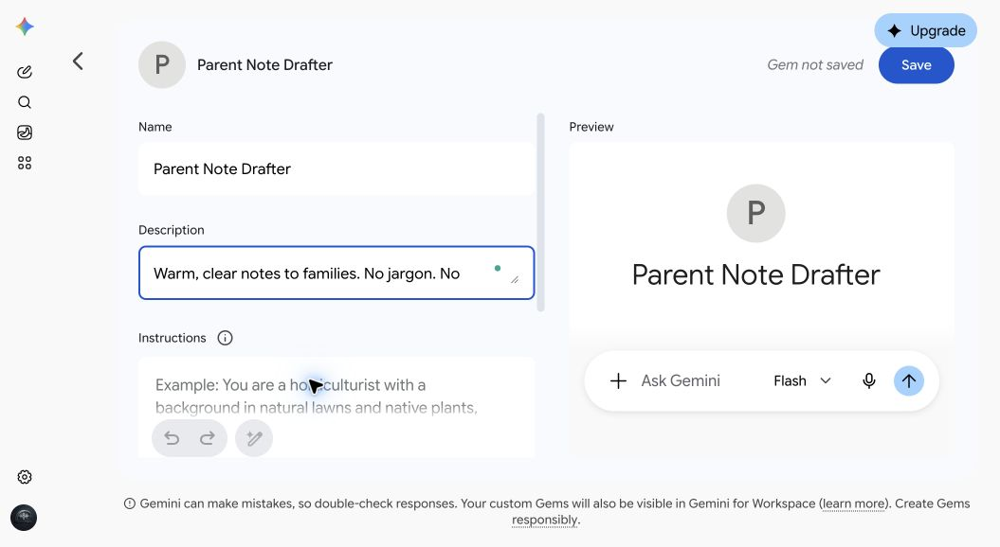 Upgrade
P
Parent Note Drafter
Gem not saved
Save
Name
Parent Note Drafter
Description
Warm, clear notes to families. No jargon. No
Instructions
Example: You are a horticulturist with a
background in natural lawns and native plants,
Preview
P
Parent Note Drafter
Ask Gemini
Flash
Gemini can make mistakes, so double-check responses. Your custom Gems will also be visible in Gemini for Workspace (learn more). Create Gems
responsibly.